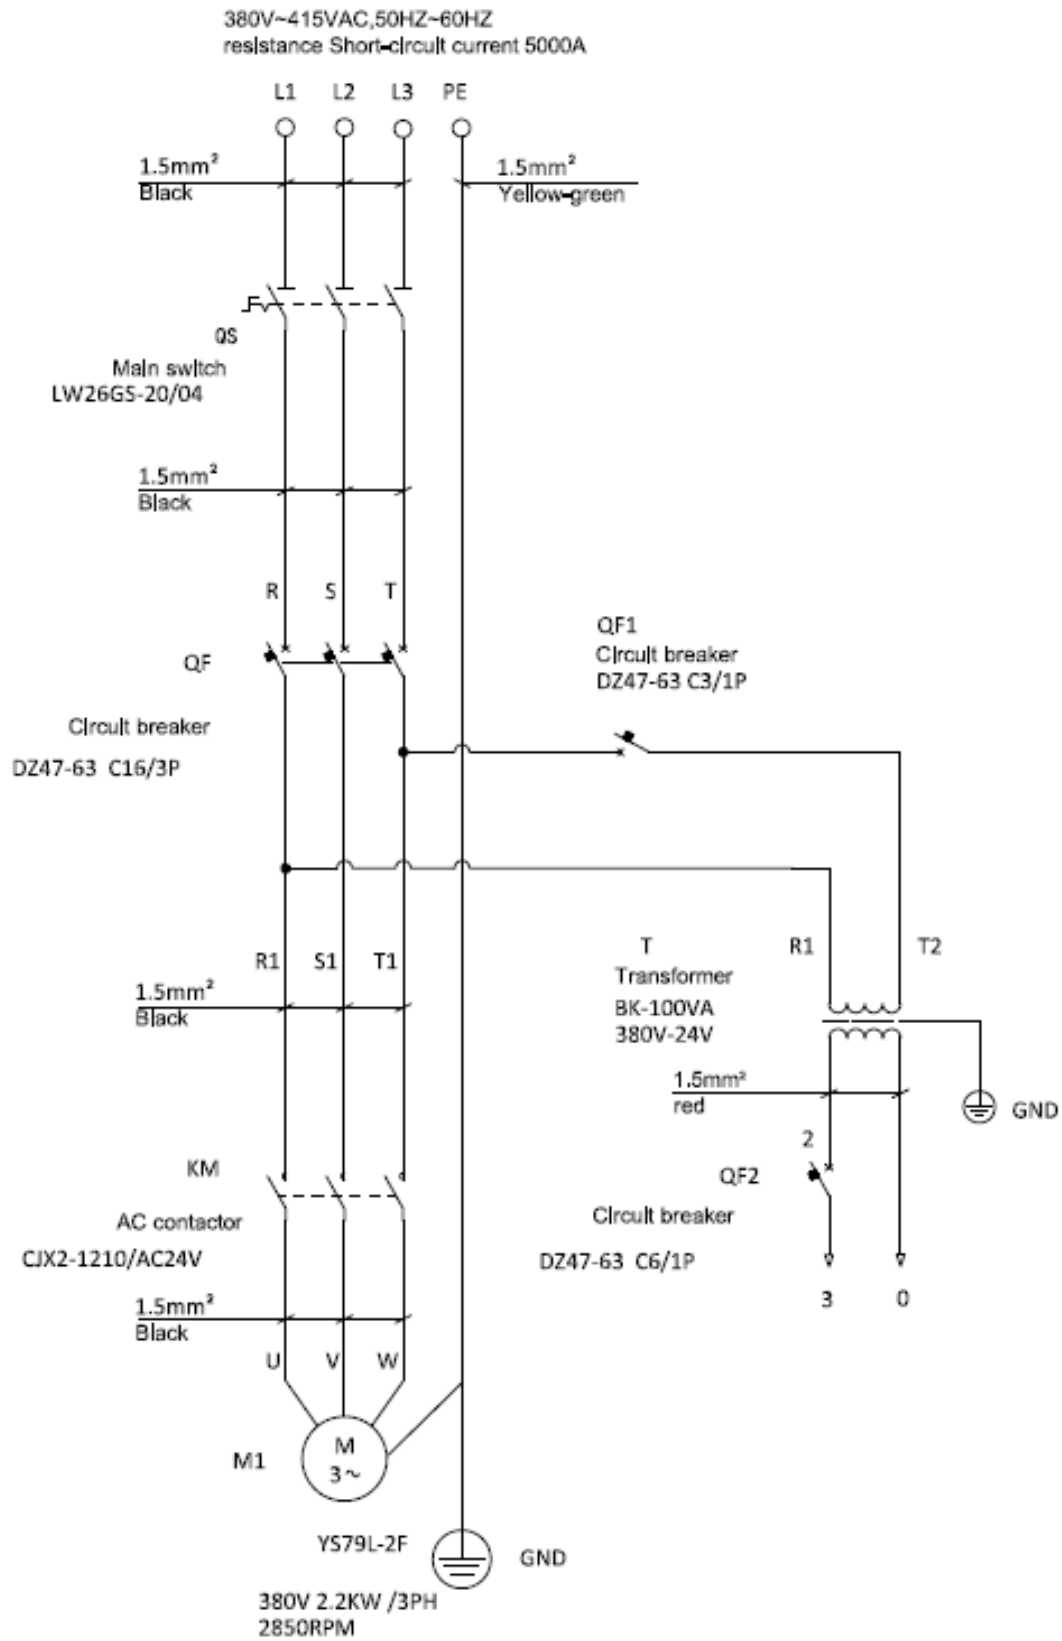 380V~415VAC,50HZ~60HZ
resistance Short-circuit current 5000A
L1 L2 L3 PE
1.5mm²
Black
1.5mm²
Yellow-green
QS
Main switch
LW26GS-20/04
1.5mm²
Black
R S T
QF
Circuit breaker
DZ47-63 C16/3P
QF1
Circuit breaker
DZ47-63 C3/1P
R1 S1 T1
1.5mm²
Black
T
Transformer
BK-100VA
380V-24V
R1 T2
1.5mm²
red
GND
2
QF2
Circuit breaker
DZ47-63 C6/1P
3 0
KM
AC contactor
CJX2-1210/AC24V
1.5mm²
Black
U V W
M1
M
3~
YS79L-2F
GND
380V 2.2KW /3PH
2850RPM